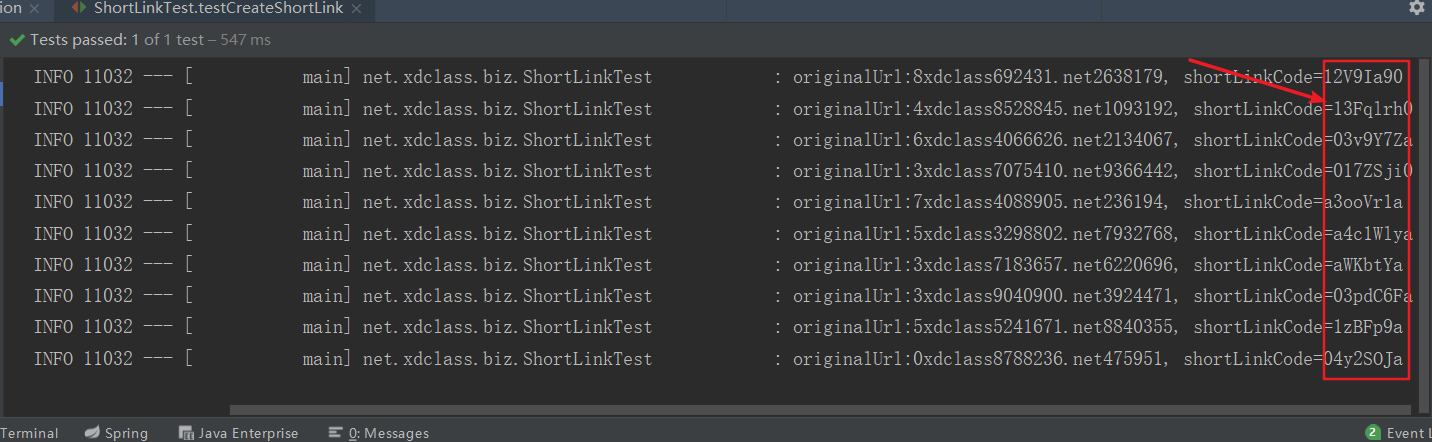 ion × ShortLinkTest.testCreateShortLink ×
Tests passed: 1 of 1 test – 547 ms
INFO 11032 --- [ main] net.xdclass.biz.ShortLinkTest : originalUrl:8xdclass692431.net2638179, shortLinkCode=12V9Ia90
INFO 11032 --- [ main] net.xdclass.biz.ShortLinkTest : originalUrl:4xdclass8528845.net1093192, shortLinkCode=13Fqlrh0
INFO 11032 --- [ main] net.xdclass.biz.ShortLinkTest : originalUrl:6xdclass4066626.net2134067, shortLinkCode=03v9Y7Za
INFO 11032 --- [ main] net.xdclass.biz.ShortLinkTest : originalUrl:3xdclass7075410.net9366442, shortLinkCode=017ZSji0
INFO 11032 --- [ main] net.xdclass.biz.ShortLinkTest : originalUrl:7xdclass4088905.net236194, shortLinkCode=a3ooVr1a
INFO 11032 --- [ main] net.xdclass.biz.ShortLinkTest : originalUrl:5xdclass3298802.net7932768, shortLinkCode=a4c1Wlya
INFO 11032 --- [ main] net.xdclass.biz.ShortLinkTest : originalUrl:3xdclass7183657.net6220696, shortLinkCode=aWKbtYa
INFO 11032 --- [ main] net.xdclass.biz.ShortLinkTest : originalUrl:3xdclass9040900.net3924471, shortLinkCode=03pdC6Fa
INFO 11032 --- [ main] net.xdclass.biz.ShortLinkTest : originalUrl:5xdclass5241671.net8840355, shortLinkCode=1zBFp9a
INFO 11032 --- [ main] net.xdclass.biz.ShortLinkTest : originalUrl:0xdclass8788236.net475951, shortLinkCode=04y2SOJa
Terminal Spring Java Enterprise 0: Messages 2 Event L